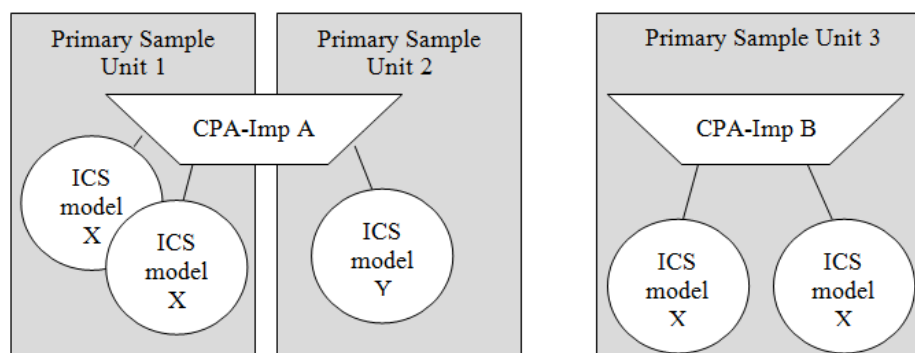 Primary Sample
Unit 1
Primary Sample
Unit 2
Primary Sample Unit 3
CPA-Imp A
CPA-Imp B
ICS
model
X
ICS
model
X
ICS
model
Y
ICS
model
X
ICS
model
X